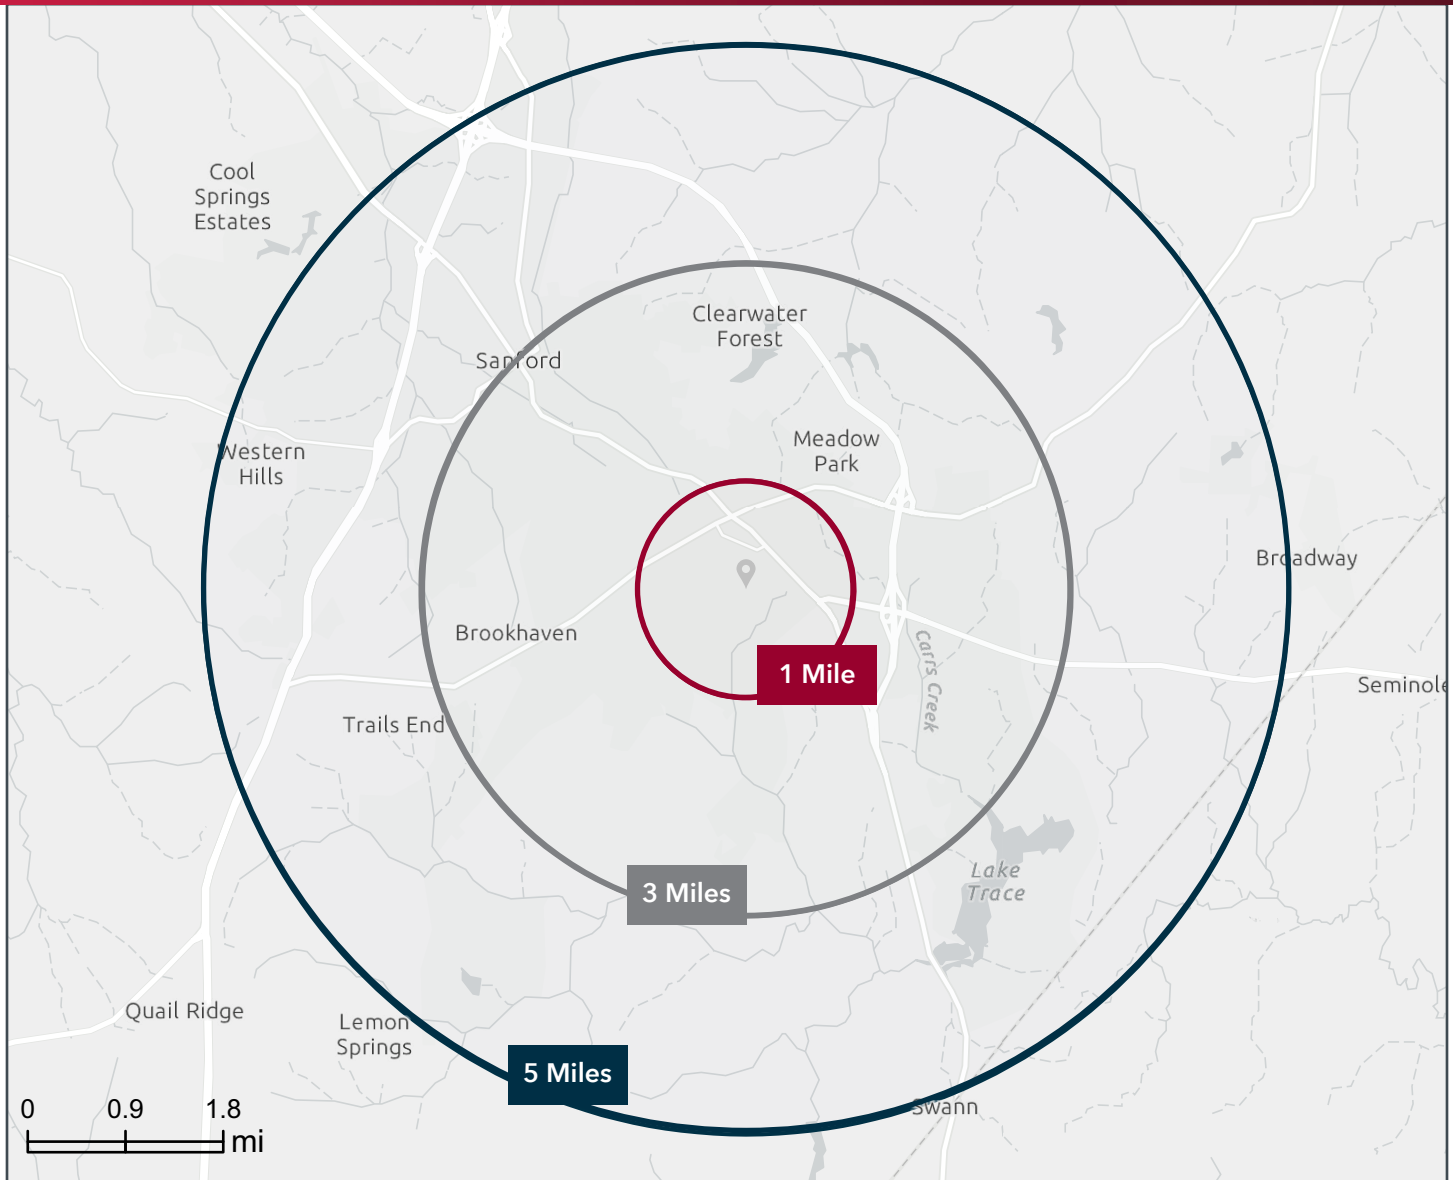 Cool
Springs
Estates
Clearwater
Forest
Sanford
Meadow
Park
Western
Hills
Broadway
Brookhaven
1 Mile
Carrs Creek
Seminole
Trails End
Lake
Trace
3 Miles
Quail Ridge
Lemon
Springs
5 Miles
Swann
0 0.9 1.8
mi